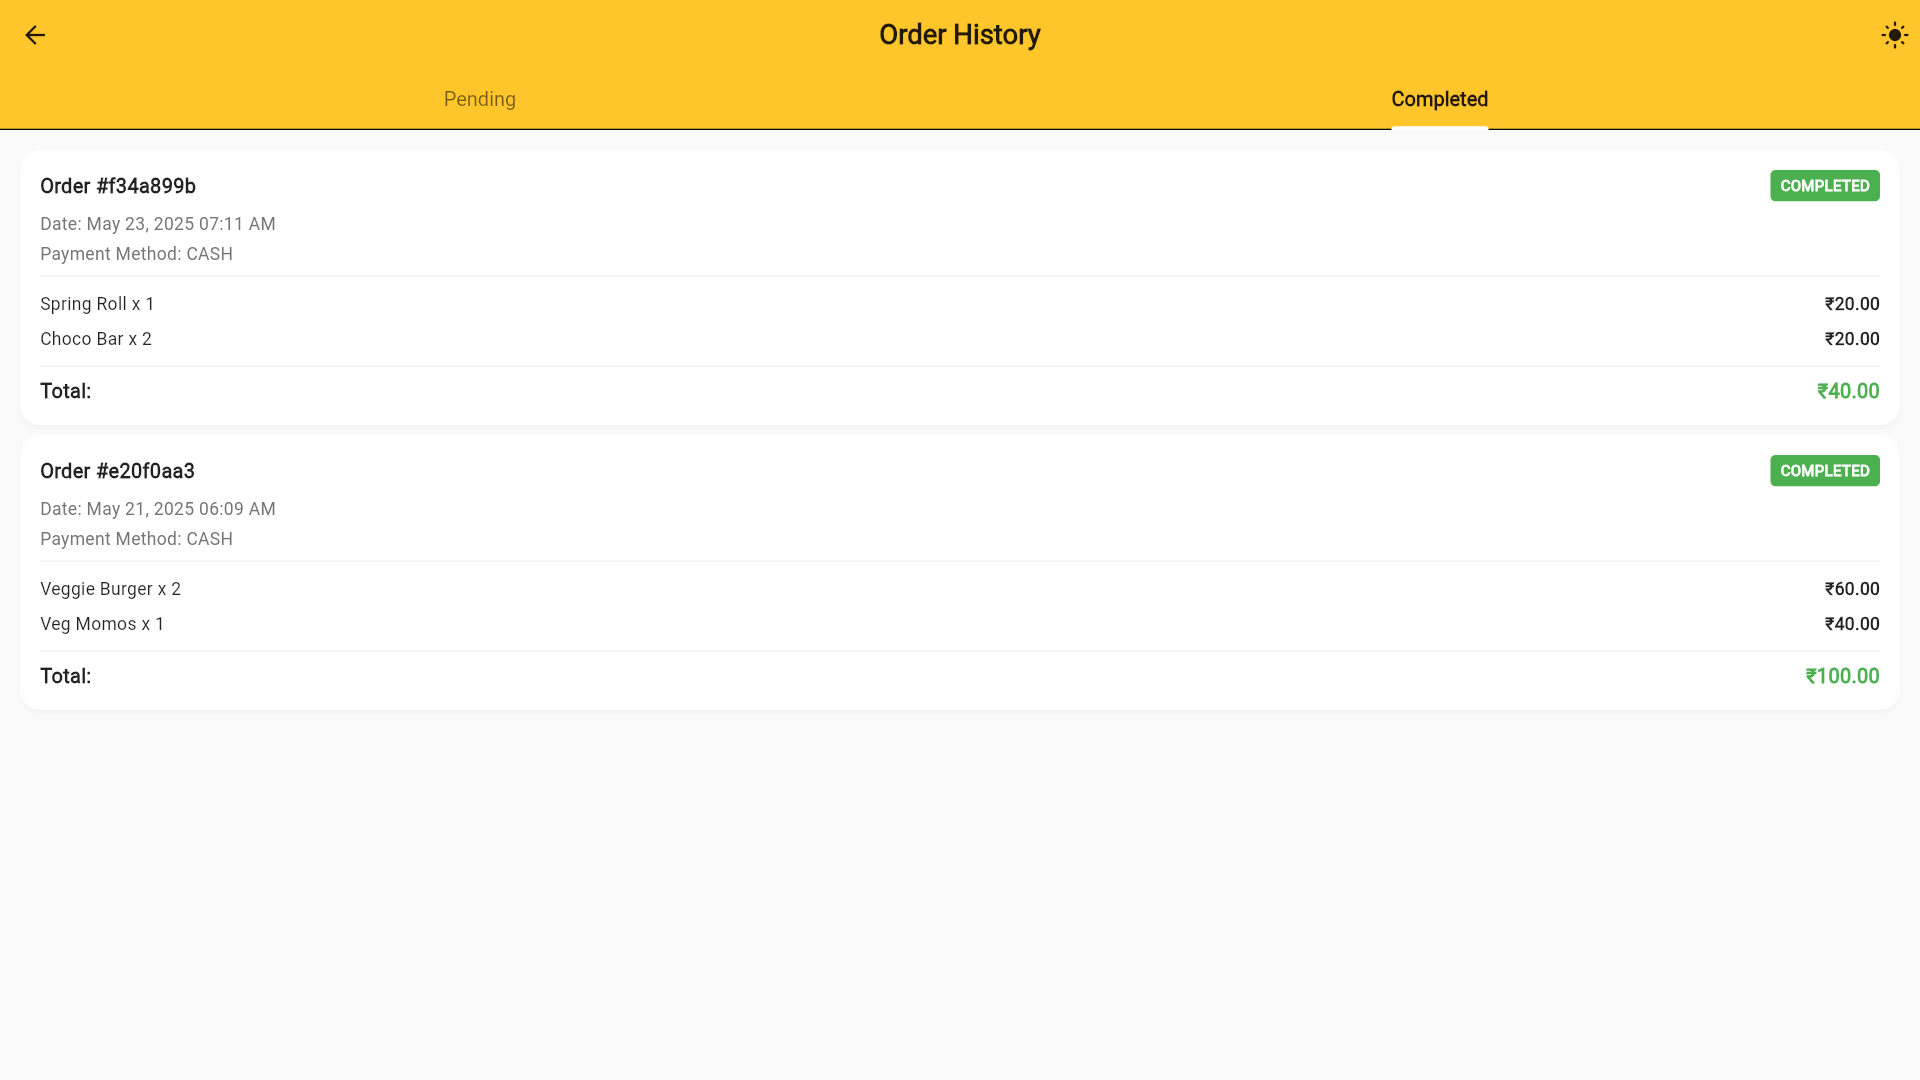 Order History
Pending
Completed
Order #f34a899b
COMPLETED
Date: May 23, 2025 07:11 AM
Payment Method: CASH
Spring Roll x 1
₹20.00
Choco Bar x 2
₹20.00
Total:
₹40.00
Order #e20f0aa3
COMPLETED
Date: May 21, 2025 06:09 AM
Payment Method: CASH
Veggie Burger x 2
₹60.00
Veg Momos x 1
₹40.00
Total:
₹100.00